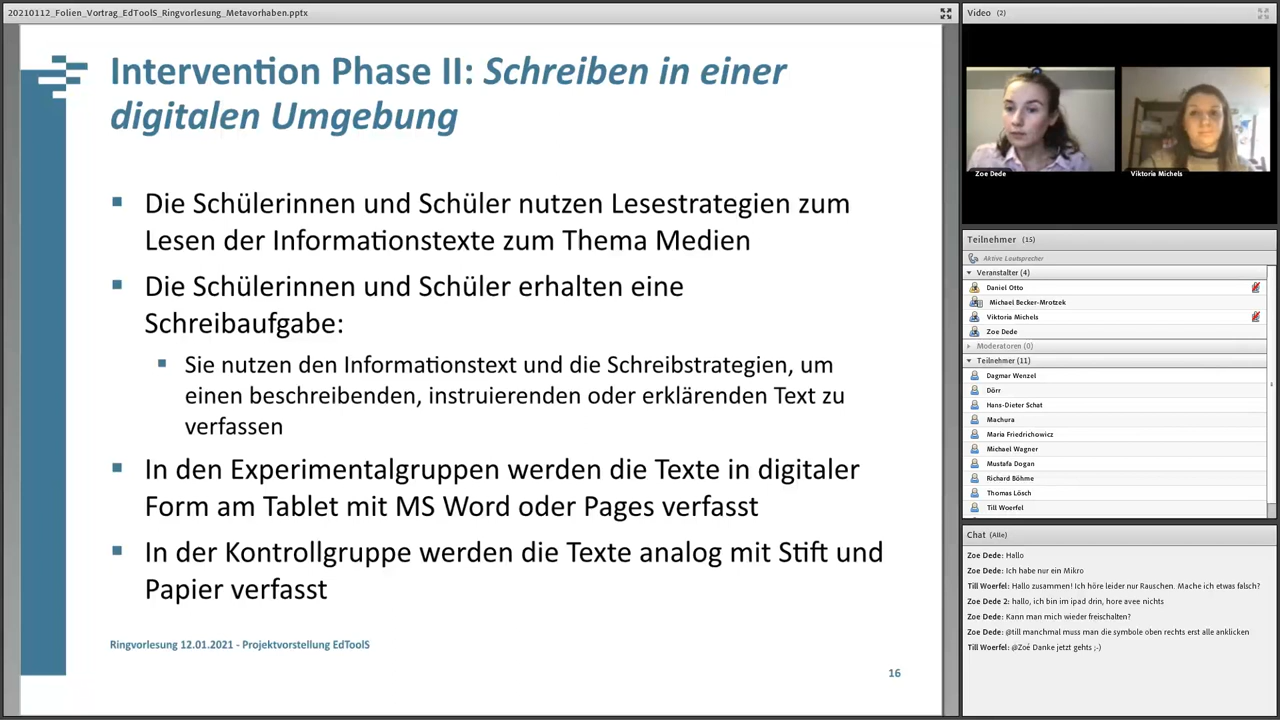 20210112_Folien_Vortrag_EdToolS_Ringvorlesung_Metavorhaben.pptx
Intervention Phase II: Schreiben in einer
digitalen Umgebung
Die Schülerinnen und Schüler nutzen Lesestrategien zum
Lesen der Informationstexte zum Thema Medien
Die Schülerinnen und Schüler erhalten eine
Schreibaufgabe:
Sie nutzen den Informationstext und die Schreibstrategien, um
einen beschreibenden, instruierenden oder erklärenden Text zu
verfassen
In den Experimentalgruppen werden die Texte in digitaler
Form am Tablet mit MS Word oder Pages verfasst
In der Kontrollgruppe werden die Texte analog mit Stift und
Papier verfasst
Ringvorlesung 12.01.2021 - Projektvorstellung EdToolS
16
Video (2)
Zoe Dede
Viktoria Michels
Teilnehmer (15)
Aktive Lautsprecher
Veranstalter (4)
Daniel Otto
Michael Becker-Mrotzek
Viktoria Michels
Zoe Dede
Moderatoren (0)
Teilnehmer (11)
Dagmar Wenzel
Dörr
Hans-Dieter Schat
Machura
Maria Friedrichowicz
Michael Wagner
Mustafa Dogan
Richard Böhme
Thomas Lösch
Till Woerfel
Chat (Alle)
Zoe Dede: Hallo
Zoe Dede: Ich habe nur ein Mikro
Till Woerfel: Hallo zusammen! Ich höre leider nur Rauschen. Mache ich etwas falsch?
Zoe Dede 2: hallo, ich bin im ipad drin, hore avee nichts
Zoe Dede: Kann man mich wieder freischalten?
Zoe Dede: @till manchmal muss man die symbole oben rechts erst alle anklicken
Till Woerfel: @Zoë Danke jetzt gehts ;-)